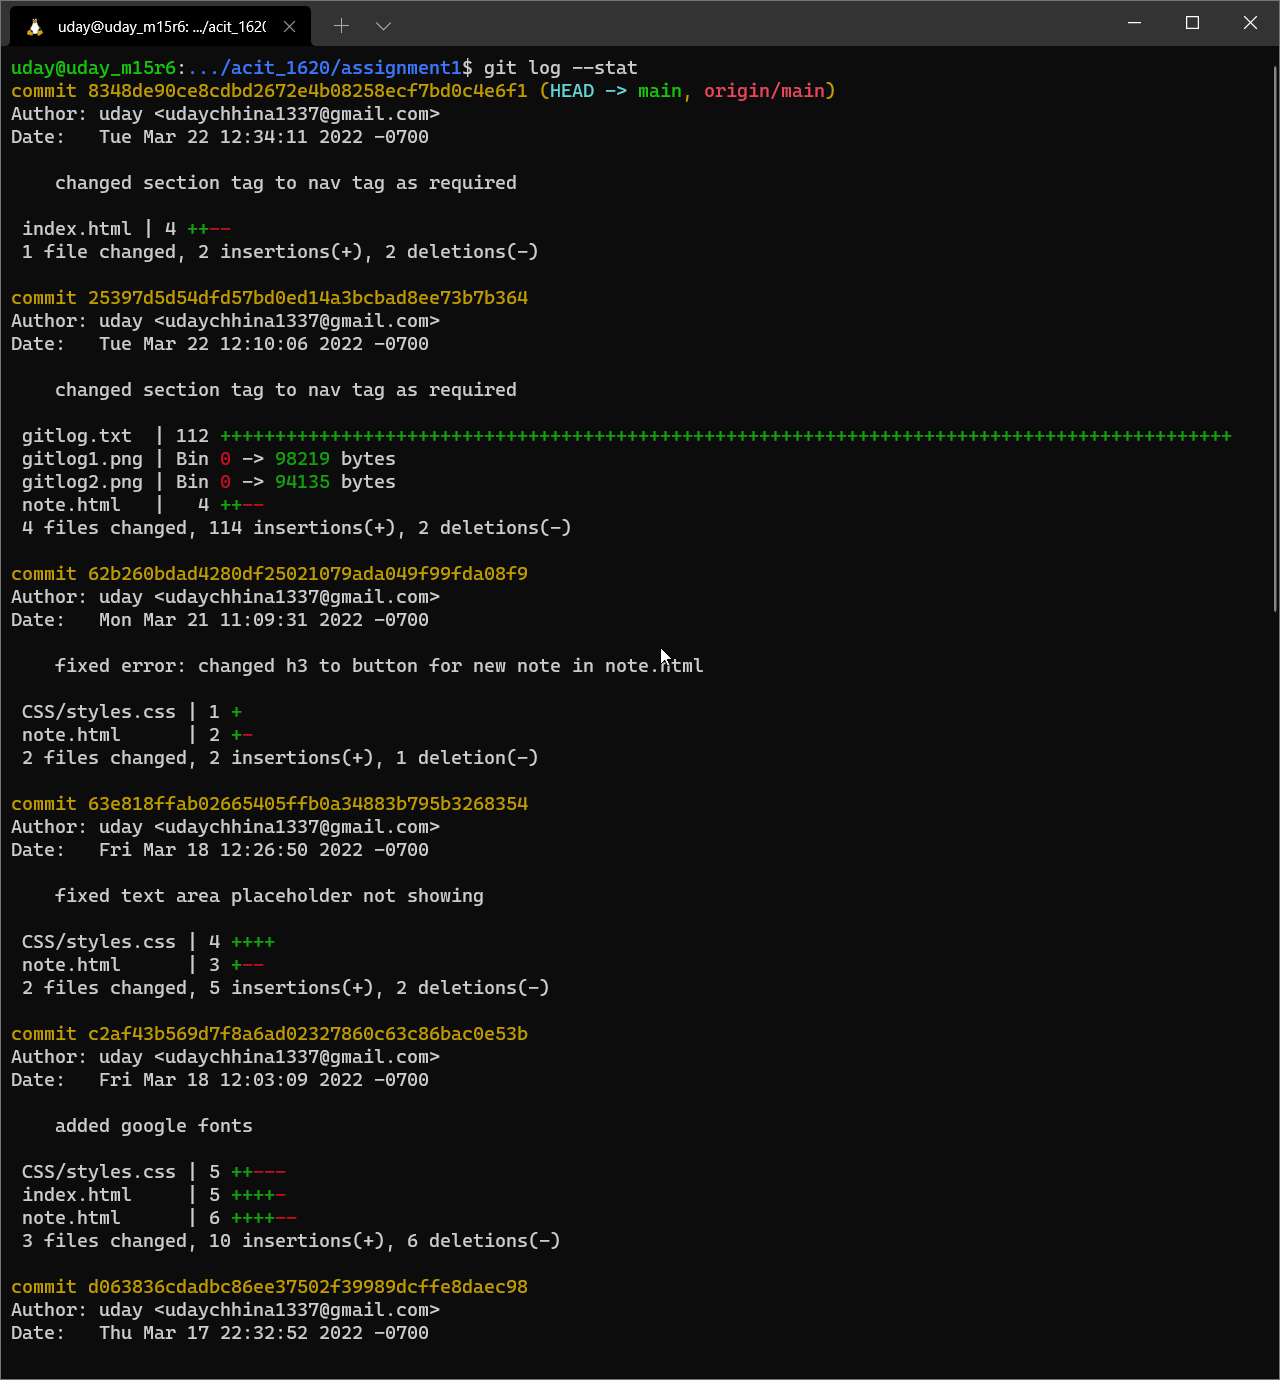 uday@uday_m15r6: .../acit_1620
uday@uday_m15r6:.../acit_1620/assignment1$ git log --stat
commit 8348de90ce8cdbd2672e4b08258ecf7bd0c4e6f1 (HEAD -> main, origin/main)
Author: uday <udaychhina1337@gmail.com>
Date:   Tue Mar 22 12:34:11 2022 -0700
    changed section tag to nav tag as required
 index.html | 4 ++--
 1 file changed, 2 insertions(+), 2 deletions(-)
commit 25397d5d54dfd57bd0ed14a3bcbad8ee73b7b364
Author: uday <udaychhina1337@gmail.com>
Date:   Tue Mar 22 12:10:06 2022 -0700
    changed section tag to nav tag as required
 gitlog.txt  | 112 ++++++++++++++++++++++++++++++++++++++++++++++++++++++++++++++++++++++++++++++++++++++++++++
 gitlog1.png | Bin 0 -> 98219 bytes
 gitlog2.png | Bin 0 -> 94135 bytes
 note.html   |   4 ++--
 4 files changed, 114 insertions(+), 2 deletions(-)
commit 62b260bdad4280df25021079ada049f99fda08f9
Author: uday <udaychhina1337@gmail.com>
Date:   Mon Mar 21 11:09:31 2022 -0700
    fixed error: changed h3 to button for new note in note.html
 CSS/styles.css | 1 +
 note.html      | 2 +-
 2 files changed, 2 insertions(+), 1 deletion(-)
commit 63e818ffab02665405ffb0a34883b795b3268354
Author: uday <udaychhina1337@gmail.com>
Date:   Fri Mar 18 12:26:50 2022 -0700
    fixed text area placeholder not showing
 CSS/styles.css | 4 ++++
 note.html      | 3 +--
 2 files changed, 5 insertions(+), 2 deletions(-)
commit c2af43b569d7f8a6ad02327860c63c86bac0e53b
Author: uday <udaychhina1337@gmail.com>
Date:   Fri Mar 18 12:03:09 2022 -0700
    added google fonts
 CSS/styles.css | 5 ++---
 index.html     | 5 ++++-
 note.html      | 6 ++++--
 3 files changed, 10 insertions(+), 6 deletions(-)
commit d063836cdadbc86ee37502f39989dcffe8daec98
Author: uday <udaychhina1337@gmail.com>
Date:   Thu Mar 17 22:32:52 2022 -0700